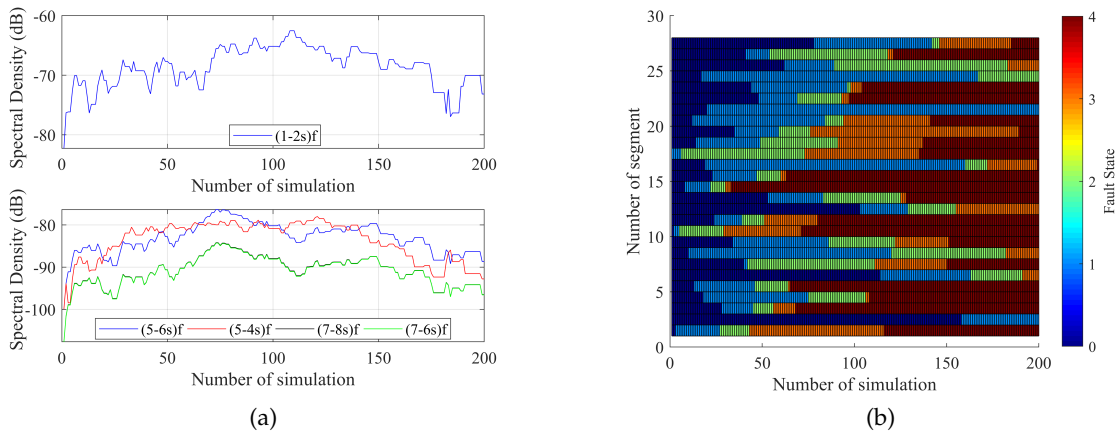 -60
-70
-80
Spectral Density (dB)
(1-2s)f
0 50 100 150 200
Number of simulation
-80
-90
-100
Spectral Density (dB)
(5-6s)f (5-4s)f (7-8s)f (7-6s)f
0 50 100 150 200
Number of simulation
(a)
30
25
20
15
10
5
0
Number of segment
0 50 100 150 200
Number of simulation
4
3
2
1
0
Fault State
(b)